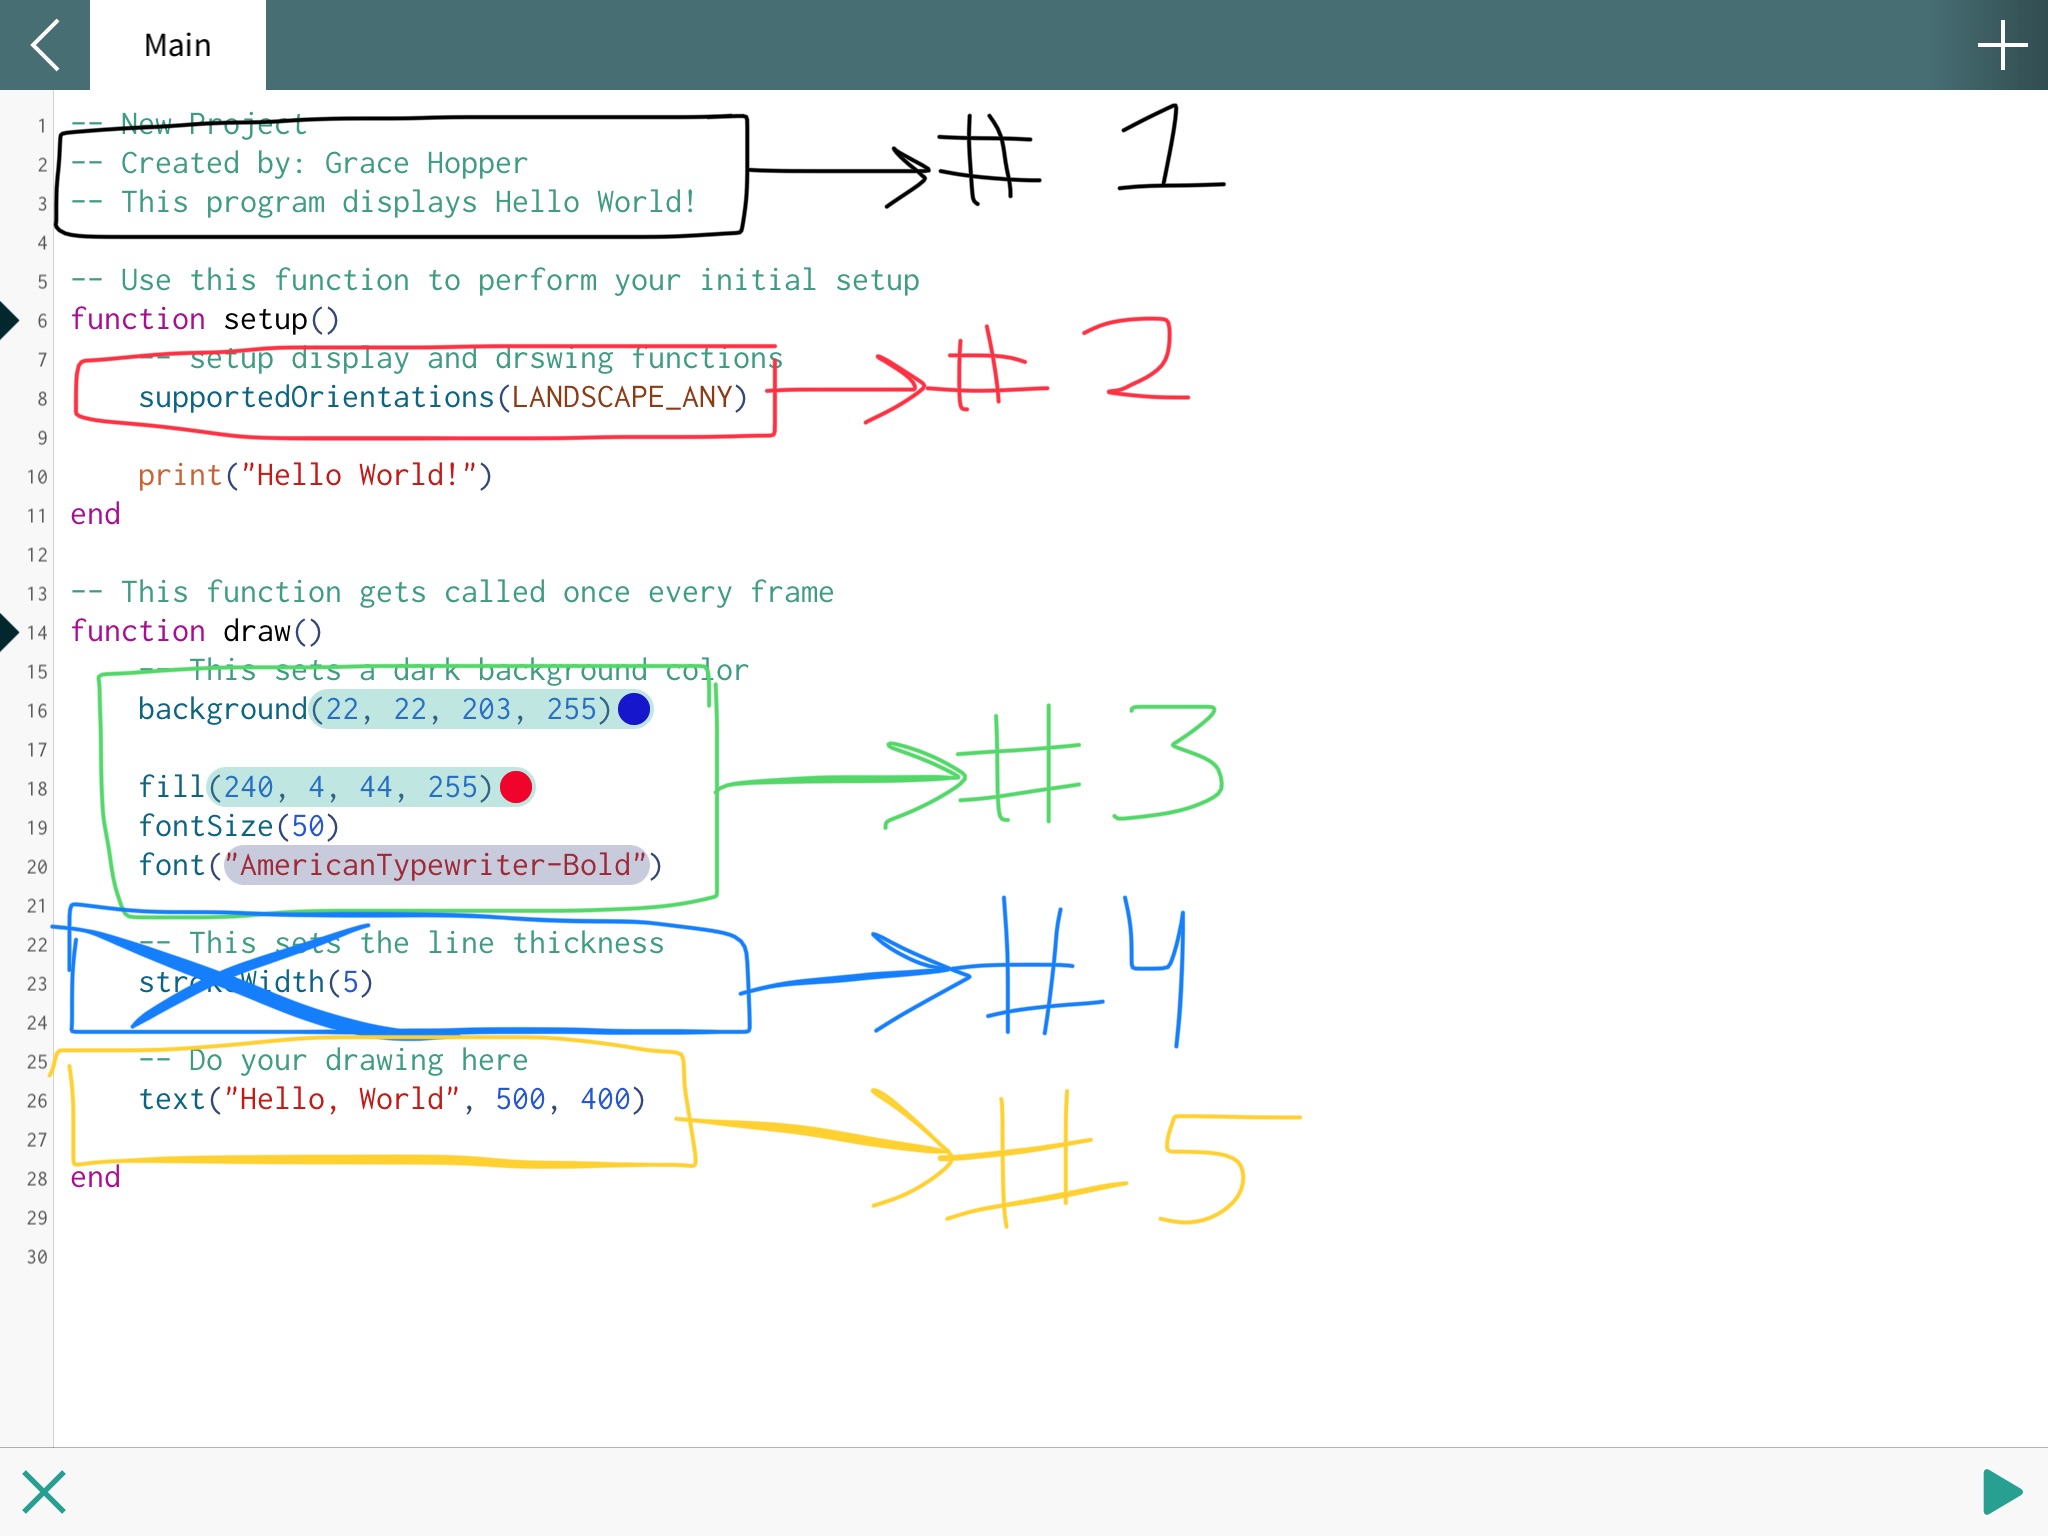 Main
1 -- New Project
2 -- Created by: Grace Hopper
3 -- This program displays Hello World!
# 1
4
5 -- Use this function to perform your initial setup
6 function setup()
7 -- setup display and drswing functions
8 supportedOrientations(LANDSCAPE_ANY)
# 2
9
10 print("Hello World!")
11 end
12
13 -- This function gets called once every frame
14 function draw()
15 -- This sets a dark background color
16 background(22, 22, 203, 255)
17
# 3
18 fill(240, 4, 44, 255)
19 fontSize(50)
20 font("AmericanTypewriter-Bold")
21
22 -- This sets the line thickness
23 strokeWidth(5)
# 4
24
25 -- Do your drawing here
26 text("Hello, World", 500, 400)
27
# 5
28 end
29
30